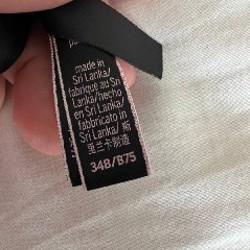 made in
Sri Lanka/
fabriqué au Sri
Lanka/hecho
en Sri Lanka/
fabbricato in
Sri Lanka/ 斯
里兰卡制造
34B/B75